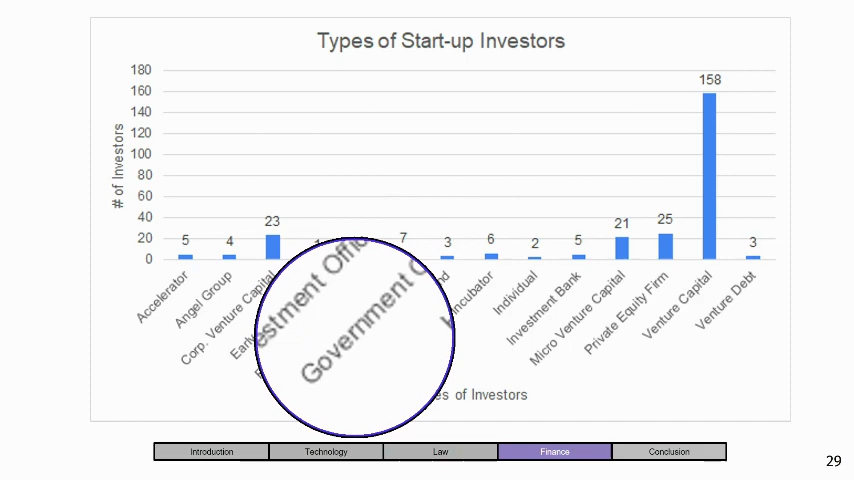 Types of Start-up Investors
# of Investors
180
160
140
120
100
80
60
40
20
0
5
4
23
7
3
6
2
5
21
25
158
3
Accelerator
Angel Group
Corp. Venture Capital
Government
Incubator
Individual
Investment Bank
Micro Venture Capital
Private Equity Firm
Venture Capital
Venture Debt
of Investors
Introduction
Technology
Law
Finance
Conclusion
29